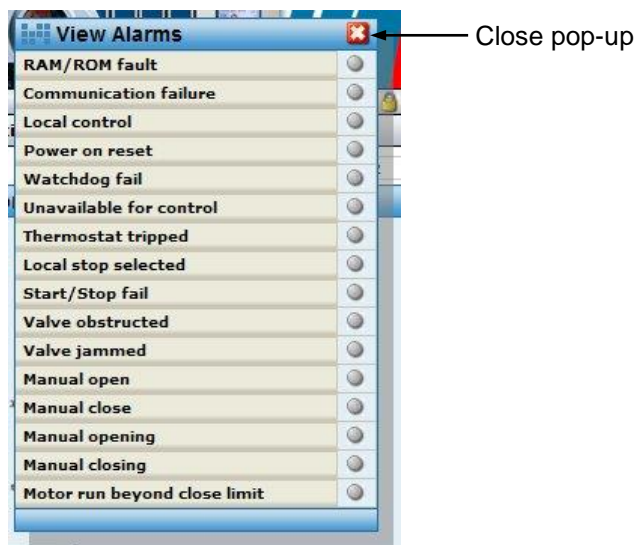 View Alarms
Close pop-up
RAM/ROM fault
Communication failure
Local control
Power on reset
Watchdog fail
Unavailable for control
Thermostat tripped
Local stop selected
Start/Stop fail
Valve obstructed
Valve jammed
Manual open
Manual close
Manual opening
Manual closing
Motor run beyond close limit